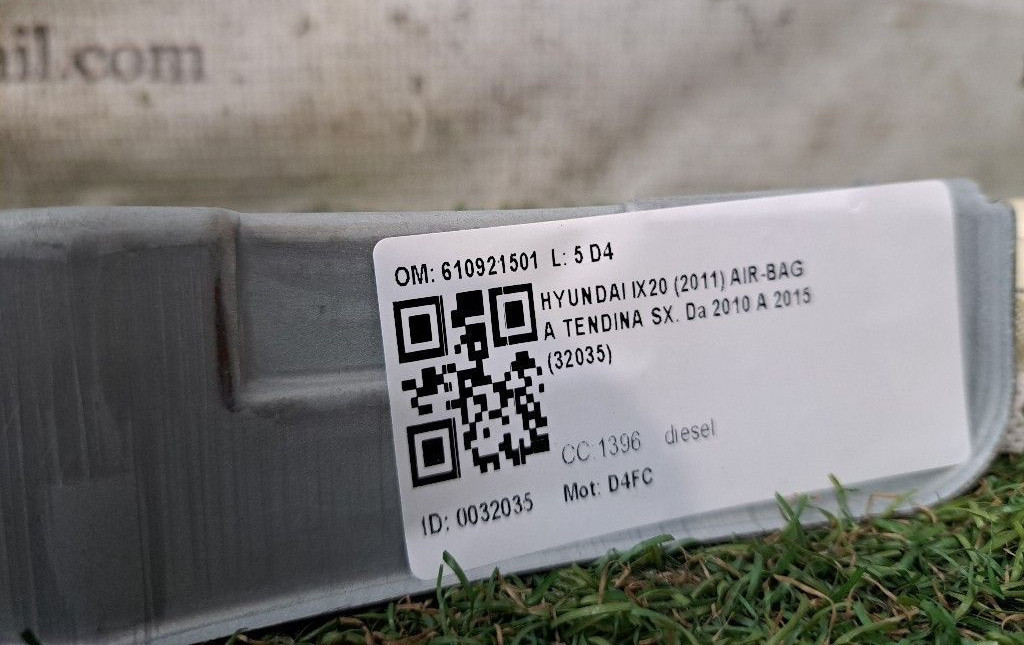 ail.com
OM: 610921501 L: 5 D4
HYUNDAI IX20 (2011) AIR-BAG
A TENDINA SX. Da 2010 A 2015
(32035)
CC:1396 diesel
ID: 0032035 Mot: D4FC